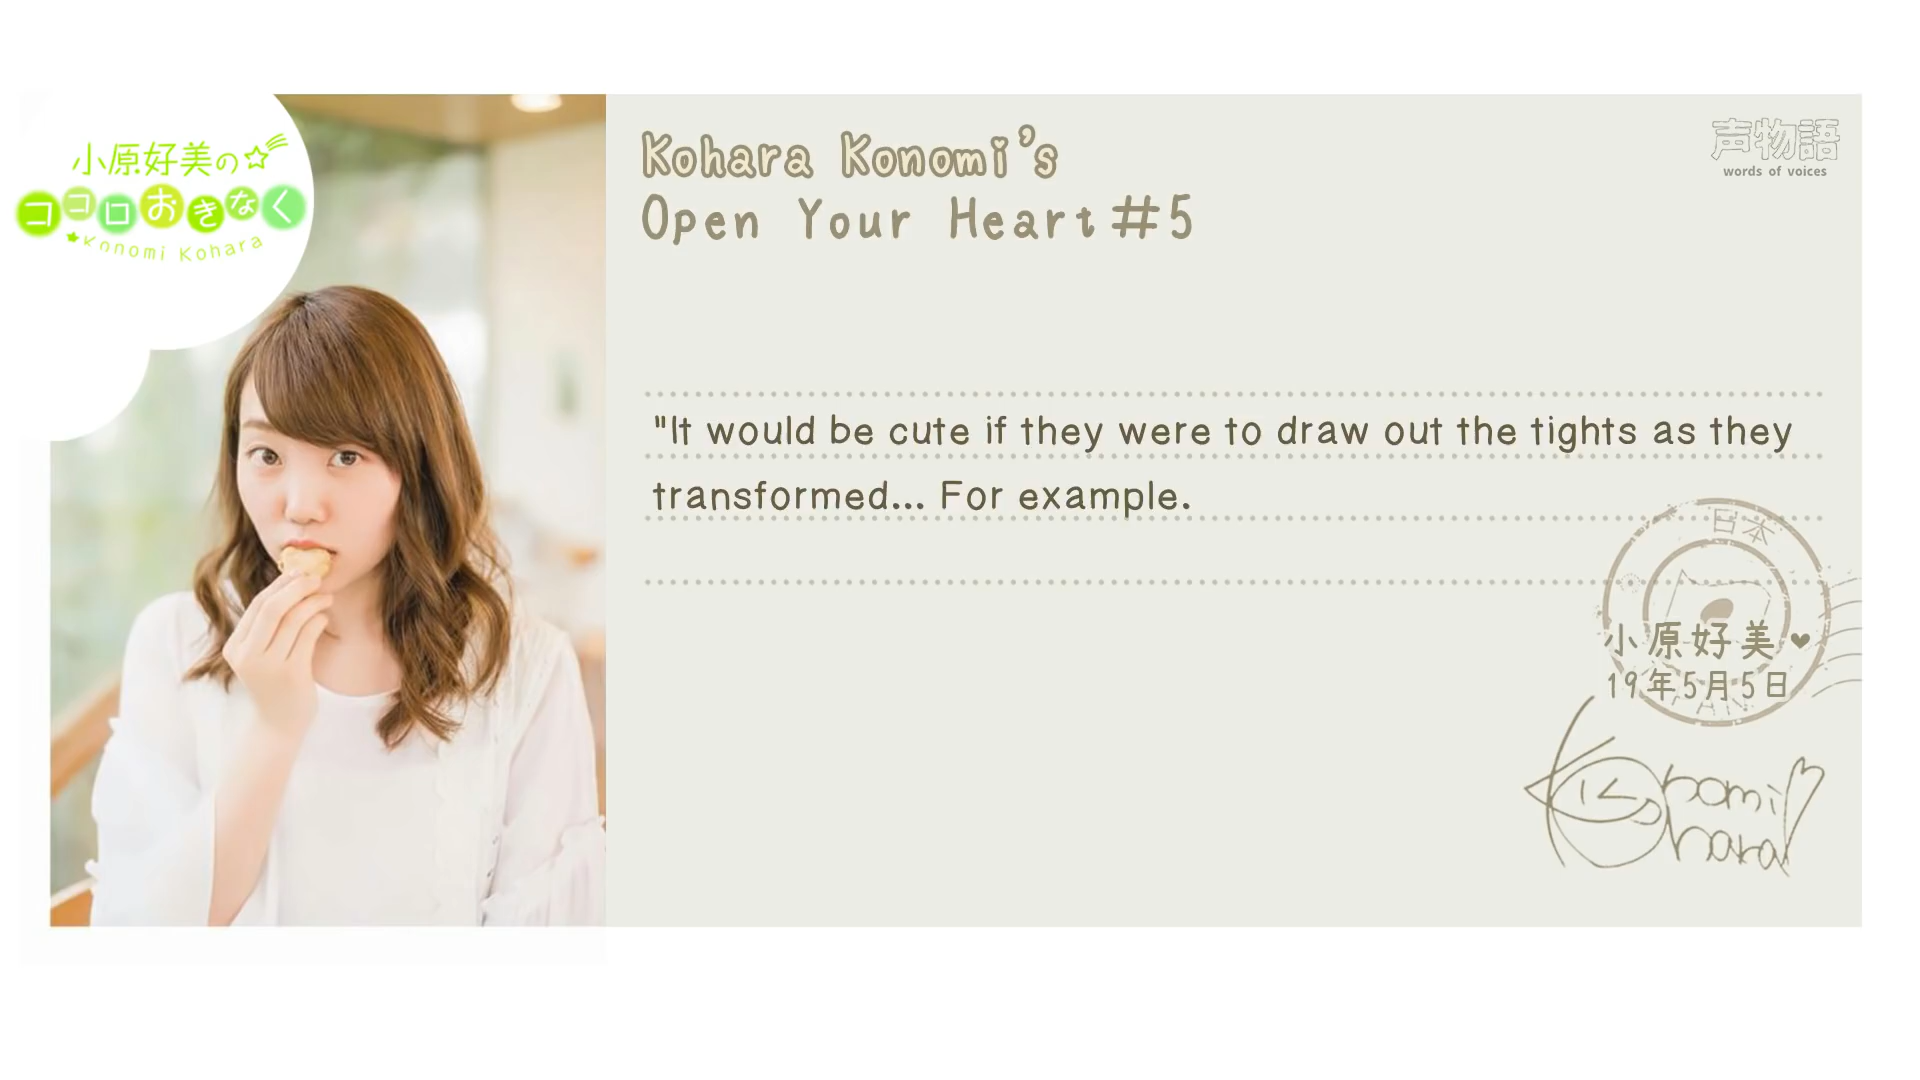 小原好美の☆
ココロおきなく
★Konomi Kohara
Kohara Konomi's
Open Your Heart #5
声物語
words of voices
"It would be cute if they were to draw out the tights as they
transformed... For example.
日本
小原好美♥
19年5月5日
JAPAN
Konomi
Kohara